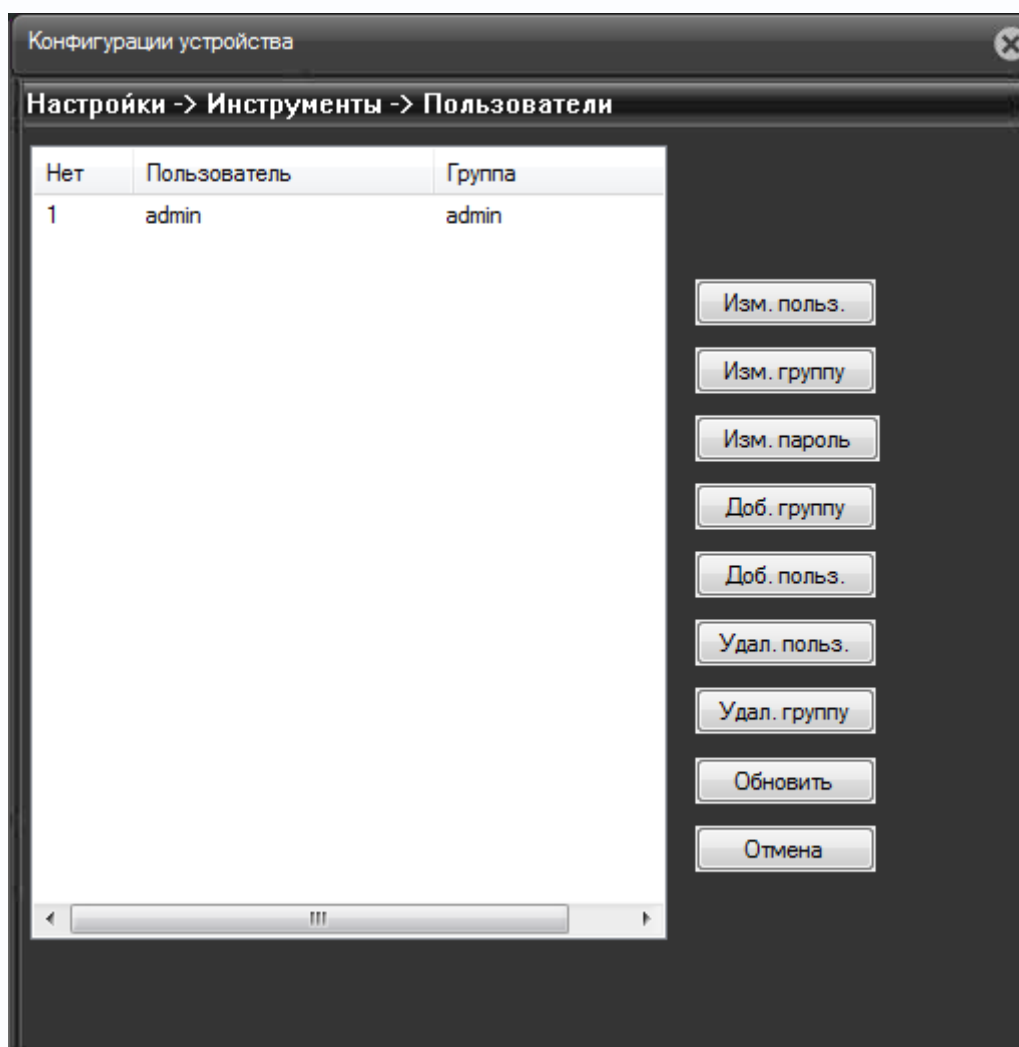 Конфигурации устройства
Настройки -> Инструменты -> Пользователи
Нет Пользователь Группа
1 admin admin
Изм. польз.
Изм. группу
Изм. пароль
Доб. группу
Доб. польз.
Удал. польз.
Удал. группу
Обновить
Отмена